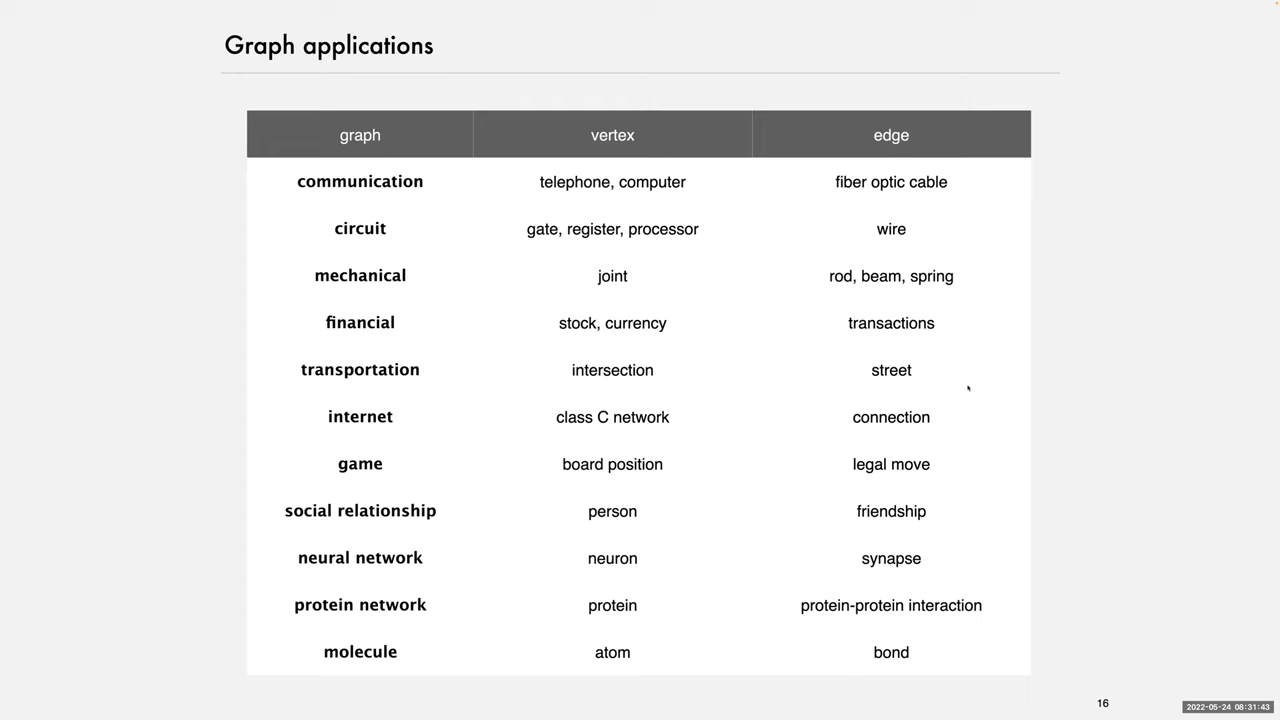 Graph applications
graph vertex edge
communication telephone, computer fiber optic cable
circuit gate, register, processor wire
mechanical joint rod, beam, spring
financial stock, currency transactions
transportation intersection street
internet class C network connection
game board position legal move
social relationship person friendship
neural network neuron synapse
protein network protein protein-protein interaction
molecule atom bond
16
2022-05-24 08:31:43